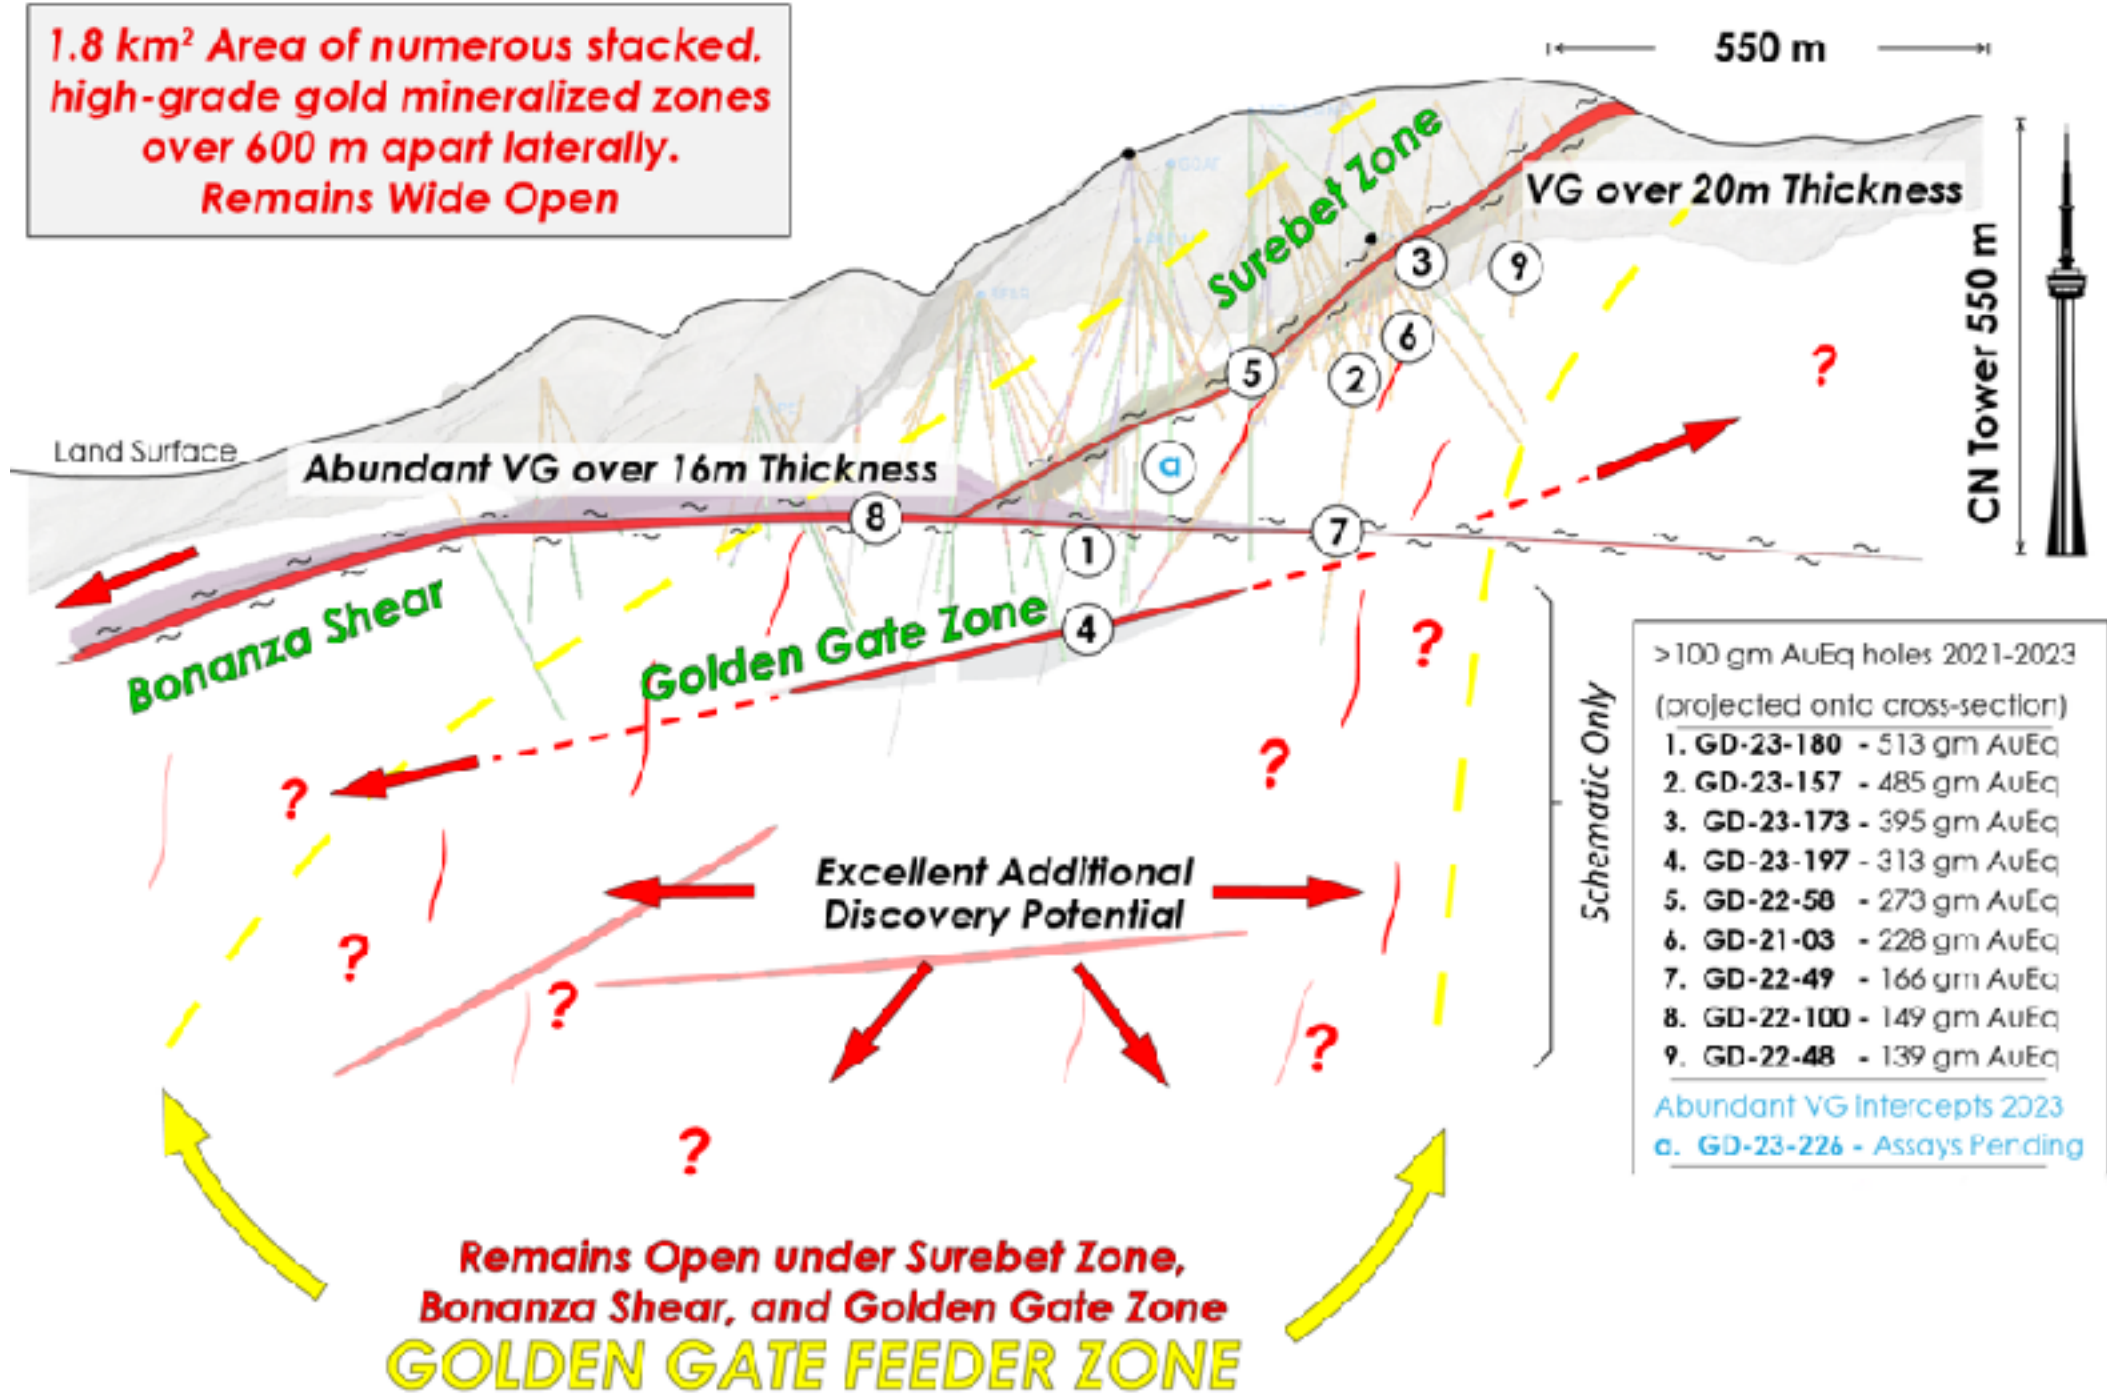 1.8 km² Area of numerous stacked,
high-grade gold mineralized zones
over 600 m apart laterally.
Remains Wide Open
550 m
Surebet Zone
VG over 20m Thickness
CN Tower 550 m
GOAT
Land Surface
Abundant VG over 16m Thickness
3
9
6
5
2
a
8
7
1
4
?
Bonanza Shear
Golden Gate Zone
?
?
?
Excellent Additional
Discovery Potential
?
?
?
?
Schematic Only
>100 gm AuEq holes 2021-2023
(projected onto cross-section)
1. GD-23-180 - 513 gm AuEq
2. GD-23-157 - 485 gm AuEq
3. GD-23-173 - 395 gm AuEq
4. GD-23-197 - 313 gm AuEq
5. GD-22-58 - 273 gm AuEq
6. GD-21-03 - 228 gm AuEq
7. GD-22-49 - 166 gm AuEq
8. GD-22-100 - 149 gm AuEq
9. GD-22-48 - 139 gm AuEq
Abundant VG Intercepts 2023
a. GD-23-226 - Assays Pending
Remains Open under Surebet Zone,
Bonanza Shear, and Golden Gate Zone
GOLDEN GATE FEEDER ZONE